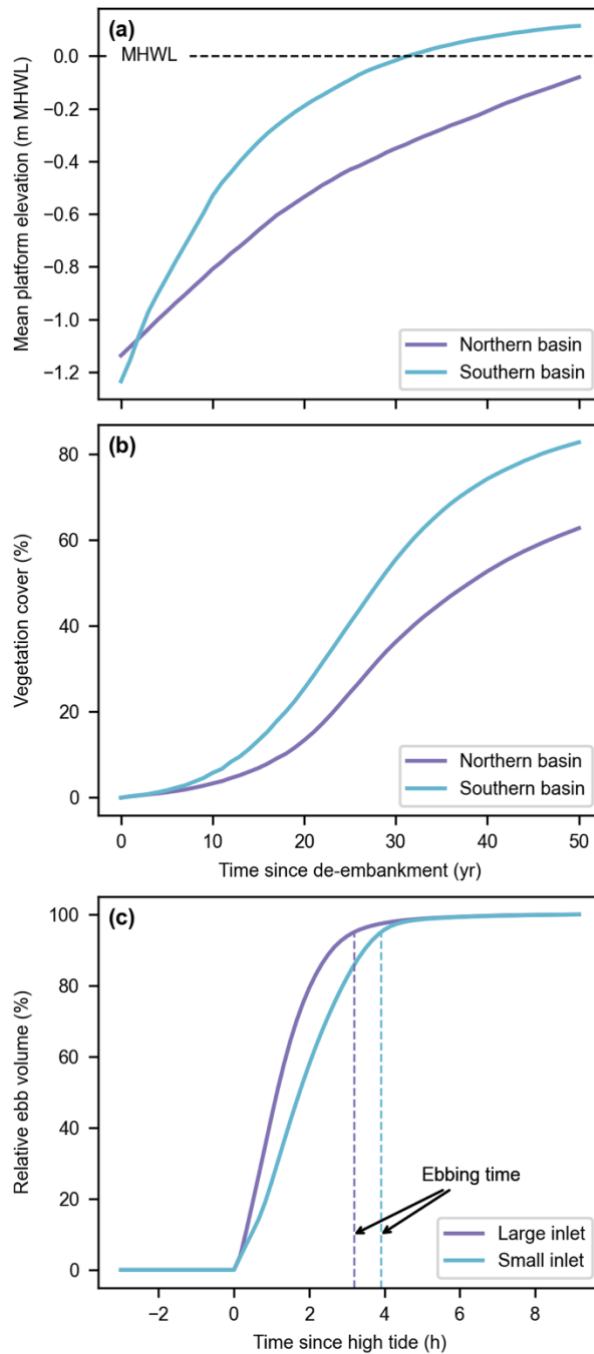 (a)
MHWL
0.0
−0.2
−0.4
−0.6
−0.8
−1.0
−1.2
Mean platform elevation (m MHWL)
Northern basin
Southern basin
(b)
80
60
40
20
0
Vegetation cover (%)
Northern basin
Southern basin
0 10 20 30 40 50
Time since de-embankment (yr)
(c)
100
80
60
40
20
0
Relative ebb volume (%)
Ebbing time
Large inlet
Small inlet
−2 0 2 4 6 8
Time since high tide (h)